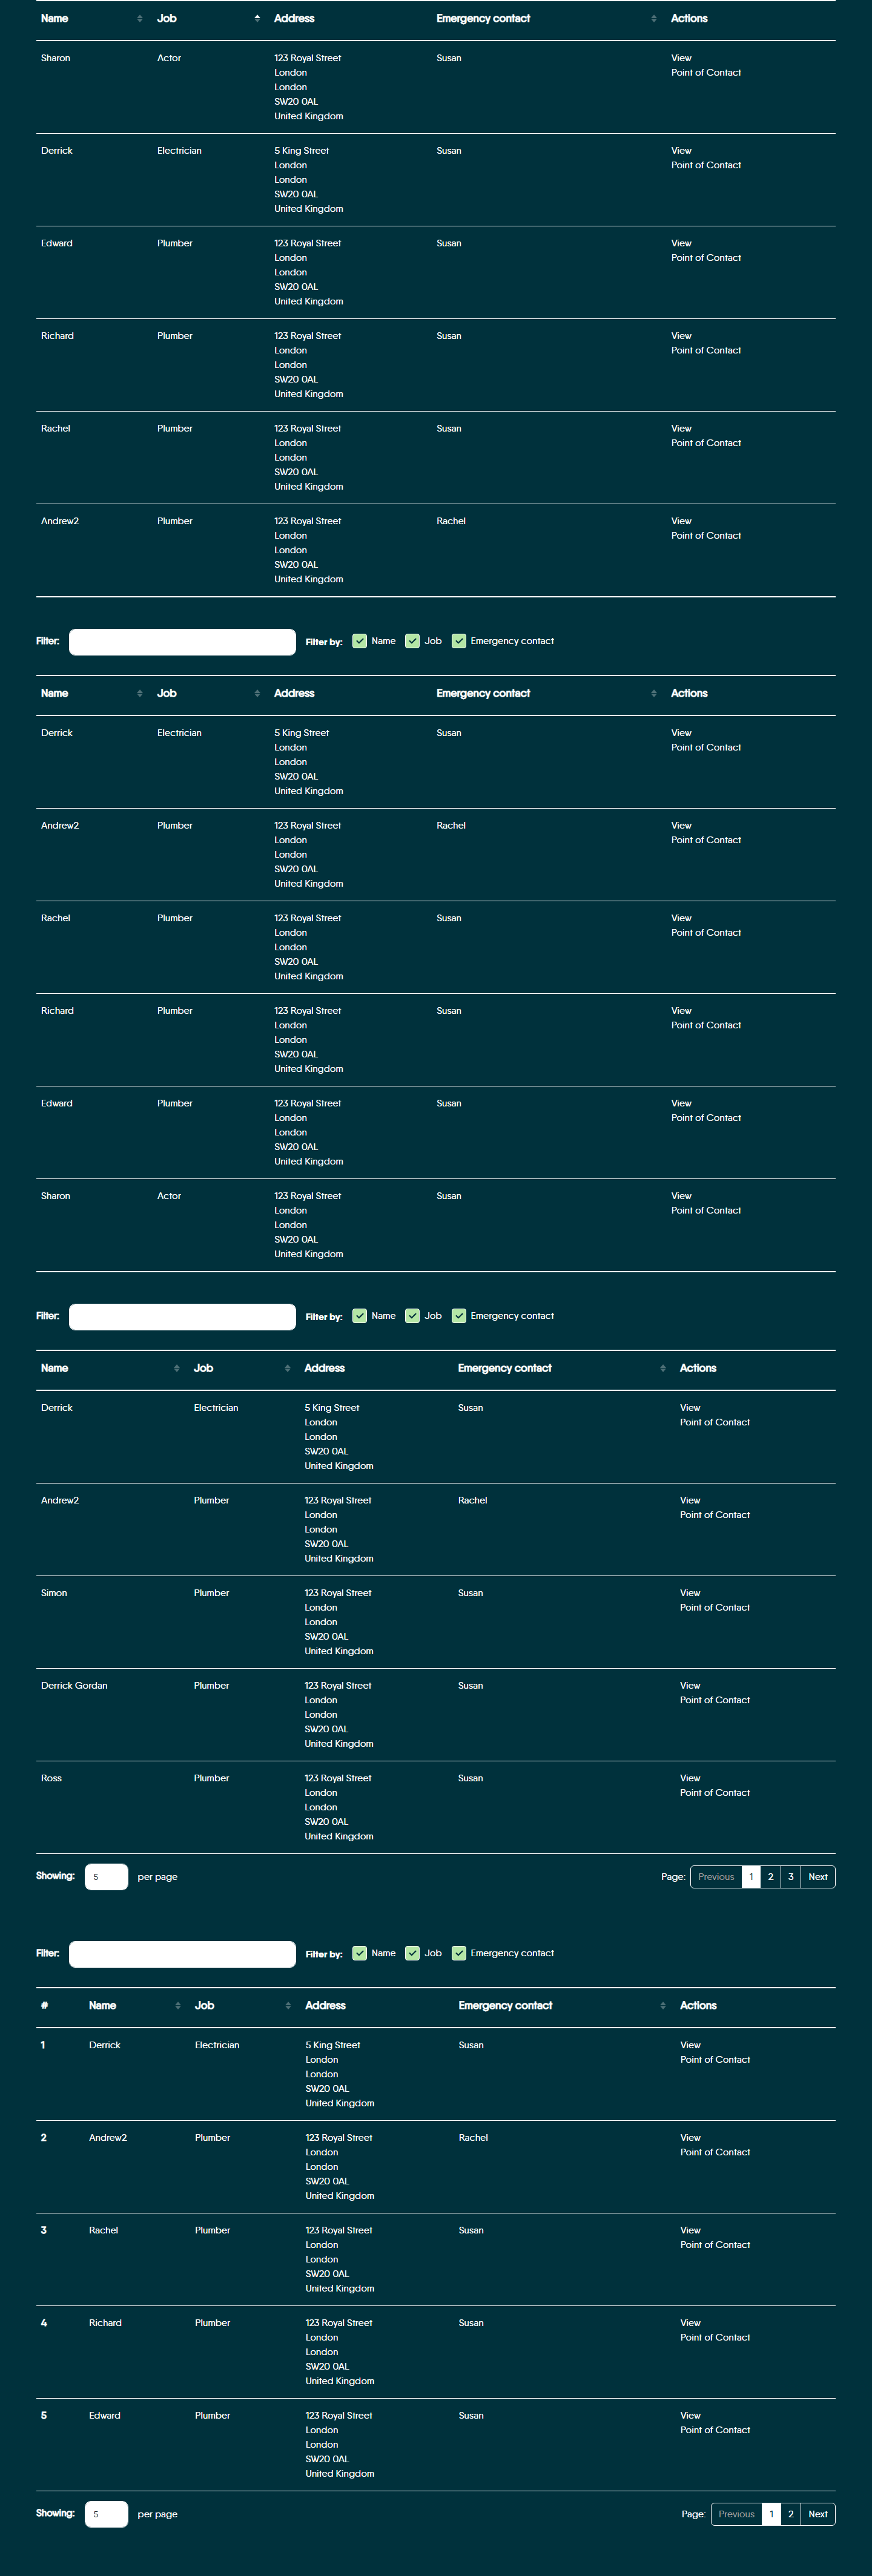 Name Job Address Emergency contact Actions
Sharon Actor 123 Royal Street Susan View
London Point of Contact
London
SW20 0AL
United Kingdom
Derrick Electrician 5 King Street Susan View
London Point of Contact
London
SW20 0AL
United Kingdom
Edward Plumber 123 Royal Street Susan View
London Point of Contact
London
SW20 0AL
United Kingdom
Richard Plumber 123 Royal Street Susan View
London Point of Contact
London
SW20 0AL
United Kingdom
Rachel Plumber 123 Royal Street Susan View
London Point of Contact
London
SW20 0AL
United Kingdom
Andrew2 Plumber 123 Royal Street Rachel View
London Point of Contact
London
SW20 0AL
United Kingdom
Filter: Filter by: Name Job Emergency contact
Name Job Address Emergency contact Actions
Derrick Electrician 5 King Street Susan View
London Point of Contact
London
SW20 0AL
United Kingdom
Andrew2 Plumber 123 Royal Street Rachel View
London Point of Contact
London
SW20 0AL
United Kingdom
Rachel Plumber 123 Royal Street Susan View
London Point of Contact
London
SW20 0AL
United Kingdom
Richard Plumber 123 Royal Street Susan View
London Point of Contact
London
SW20 0AL
United Kingdom
Edward Plumber 123 Royal Street Susan View
London Point of Contact
London
SW20 0AL
United Kingdom
Sharon Actor 123 Royal Street Susan View
London Point of Contact
London
SW20 0AL
United Kingdom
Filter: Filter by: Name Job Emergency contact
Name Job Address Emergency contact Actions
Derrick Electrician 5 King Street Susan View
London Point of Contact
London
SW20 0AL
United Kingdom
Andrew2 Plumber 123 Royal Street Rachel View
London Point of Contact
London
SW20 0AL
United Kingdom
Simon Plumber 123 Royal Street Susan View
London Point of Contact
London
SW20 0AL
United Kingdom
Derrick Gordan Plumber 123 Royal Street Susan View
London Point of Contact
London
SW20 0AL
United Kingdom
Ross Plumber 123 Royal Street Susan View
London Point of Contact
London
SW20 0AL
United Kingdom
Showing: 5 per page Page: Previous 1 2 3 Next
Filter: Filter by: Name Job Emergency contact
# Name Job Address Emergency contact Actions
1 Derrick Electrician 5 King Street Susan View
London Point of Contact
London
SW20 0AL
United Kingdom
2 Andrew2 Plumber 123 Royal Street Rachel View
London Point of Contact
London
SW20 0AL
United Kingdom
3 Rachel Plumber 123 Royal Street Susan View
London Point of Contact
London
SW20 0AL
United Kingdom
4 Richard Plumber 123 Royal Street Susan View
London Point of Contact
London
SW20 0AL
United Kingdom
5 Edward Plumber 123 Royal Street Susan View
London Point of Contact
London
SW20 0AL
United Kingdom
Showing: 5 per page Page: Previous 1 2 Next